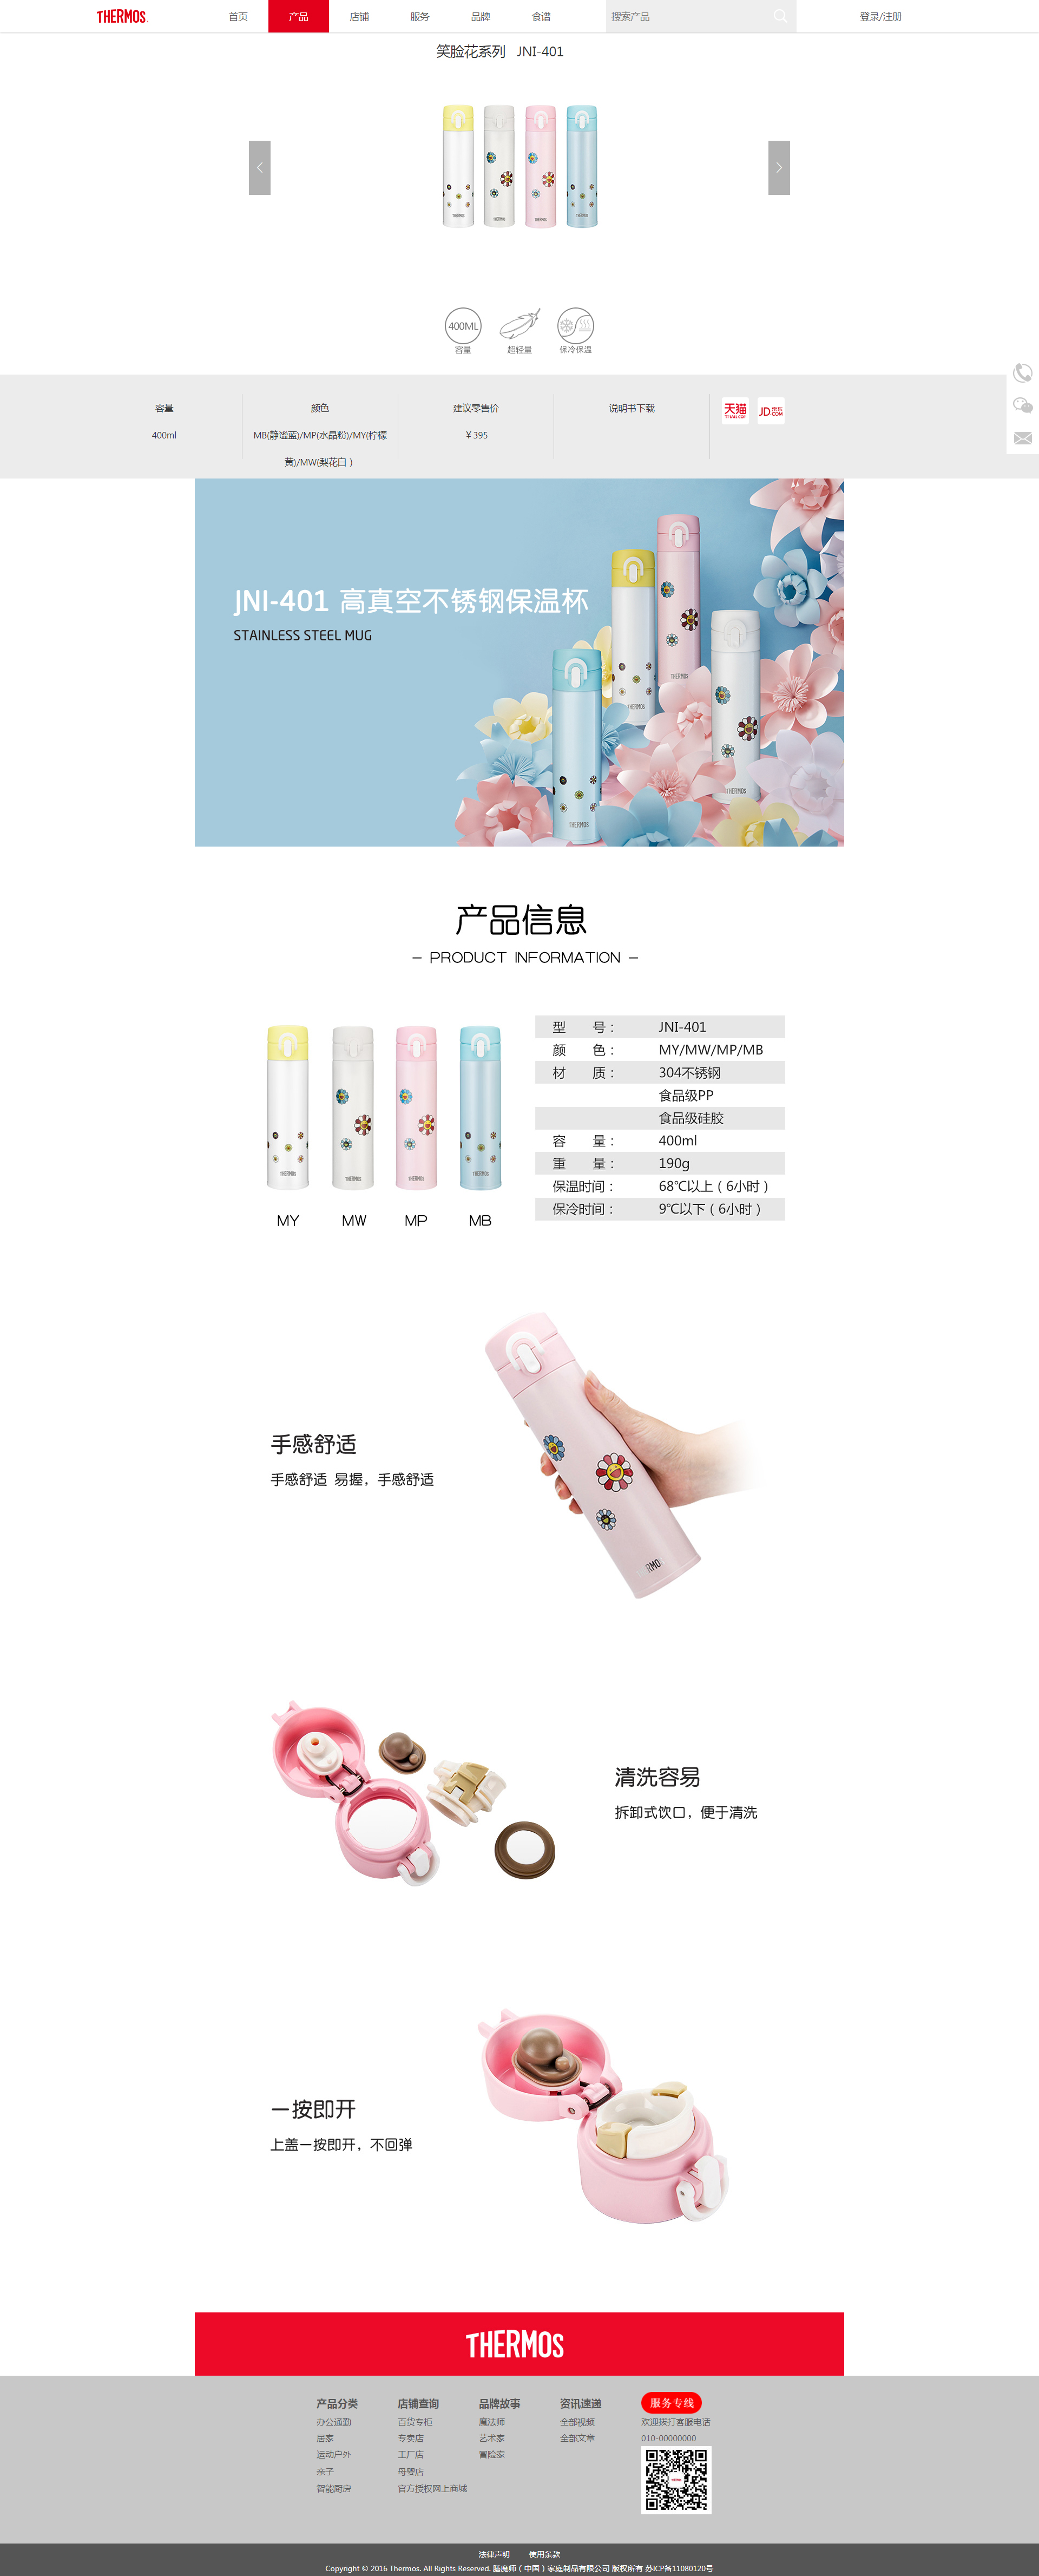 THERMOS.
首页 产品 店铺 服务 品牌 食谱 搜索产品 登录/注册
笑脸花系列 JNI-401
THERMOS THERMOS THERMOS THERMOS
400ML
容量 超轻量 保冷保温
容量 颜色 建议零售价 说明书下载 天猫 TMALL.COM JD 京东 .COM
400ml MB(静谧蓝)/MP(水晶粉)/MY(柠檬 ￥395
黄)/MW(梨花白）
JNI-401 高真空不锈钢保温杯
STAINLESS STEEL MUG
THERMOS
THERMOS
THERMOS
THERMOS
产品信息
- PRODUCT INFORMATION -
型 号： JNI-401
颜 色： MY/MW/MP/MB
材 质： 304不锈钢
食品级PP
食品级硅胶
容 量： 400ml
重 量： 190g
保温时间： 68℃以上（6小时）
保冷时间： 9℃以下（6小时）
THERMOS THERMOS THERMOS THERMOS
MY MW MP MB
手感舒适
手感舒适 易握，手感舒适
THERMOS
清洗容易
拆卸式饮口，便于清洗
一按即开
上盖一按即开，不回弹
THERMOS
产品分类 店铺查询 品牌故事 资讯速递 服务专线
办公通勤 百货专柜 魔法师 全部视频 欢迎拨打客服电话
居家 专卖店 艺术家 全部文章 010-00000000
运动户外 工厂店 冒险家
亲子 母婴店
智能厨房 官方授权网上商城
法律声明 使用条款
Copyright © 2016 Thermos. All Rights Reserved. 膳魔师（中国）家庭制品有限公司 版权所有 苏ICP备11080120号